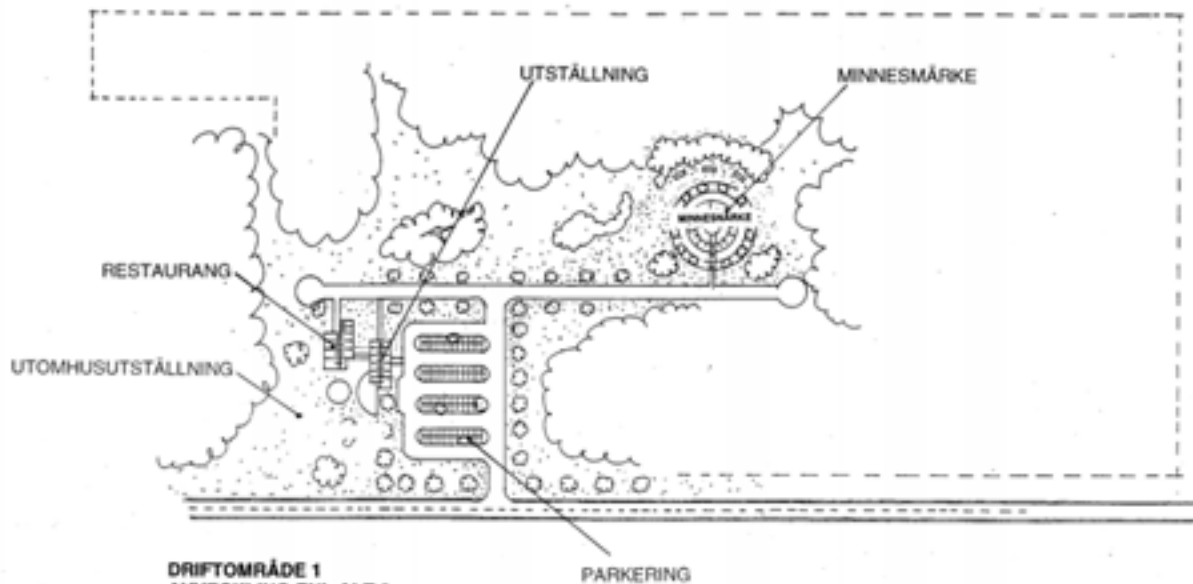 UTSTÄLLNING
MINNESMÄRKE
MINNESMÄRKE
RESTAURANG
UTOMHUSUTSTÄLLNING
DRIFTOMRÅDE 1
PARKERING